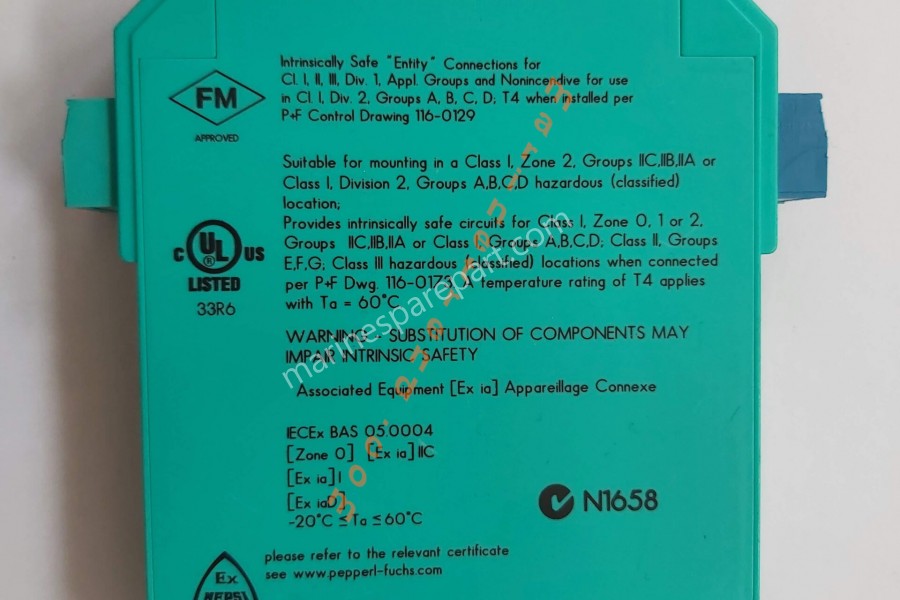 Intrinsically Safe "Entity" Connections for
Cl. I, II, III, Div. 1, Appl. Groups and Nonincendive for use
in Cl. I, Div. 2, Groups A, B, C, D; T4 when installed per
P+F Control Drawing 116-0129
FM
APPROVED
Suitable for mounting in a Class I, Zone 2, Groups IIC,IIB,IIA or
Class I, Division 2, Groups A,B,C,D hazardous (classified)
location;
Provides intrinsically safe circuits for Class I, Zone 0, 1 or 2,
Groups IIC,IIB,IIA or Class I, Groups A,B,C,D; Class II, Groups
E,F,G; Class III hazardous (classified) locations when connected
per P+F Dwg. 116-0173. A temperature rating of T4 applies
with Ta = 60°C
C UL US
®
LISTED
33R6
WARNING - SUBSTITUTION OF COMPONENTS MAY
IMPAIR INTRINSIC SAFETY
Associated Equipment [Ex ia] Appareillage Connexe
IECEx BAS 05.0004
[Zone 0] [Ex ia]IIC
[Ex ia]I
[Ex iaD]
-20°C ≤Ta ≤60°C
N1658
please refer to the relevant certificate
see www.pepperl-fuchs.com
Ex
NEPSI
marinesparepart.com